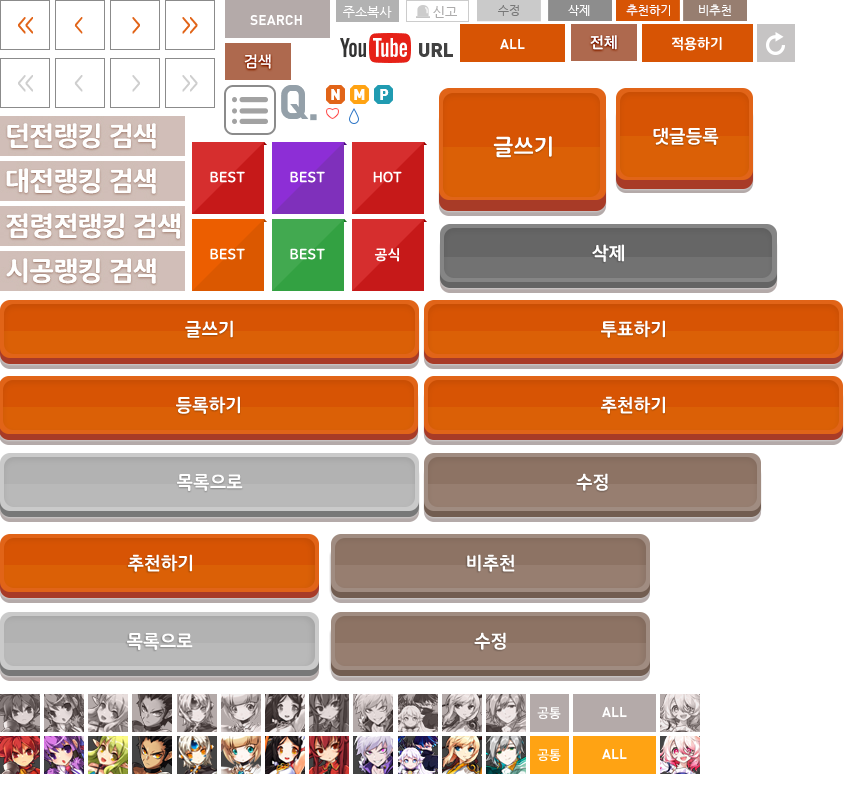 SEARCH
주소복사
신고
수정
삭제
추천하기
비추천
검색
YouTube URL
ALL
전체
적용하기
Q.
N M P
던전랭킹 검색
대전랭킹 검색
점령전랭킹 검색
시공랭킹 검색
BEST
BEST
HOT
BEST
BEST
공식
글쓰기
댓글등록
삭제
글쓰기
투표하기
등록하기
추천하기
목록으로
수정
추천하기
비추천
목록으로
수정
공통
ALL
공통
ALL